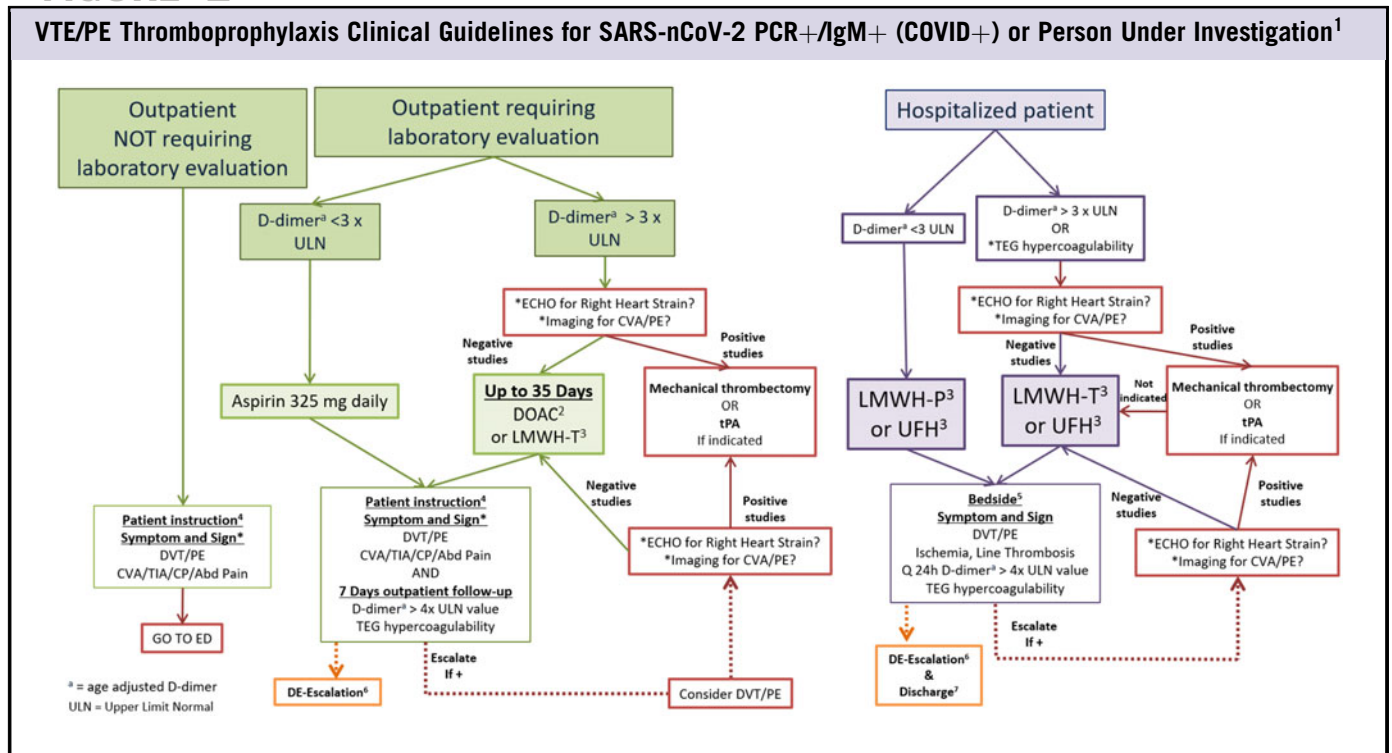 VTE/PE Thromboprophylaxis Clinical Guidelines for SARS-nCoV-2 PCR+/IgM+ (COVID+) or Person Under Investigation¹
Outpatient
NOT requiring
laboratory evaluation
Outpatient requiring
laboratory evaluation
D-dimerᵃ <3 x
ULN
D-dimerᵃ > 3 x
ULN
*ECHO for Right Heart Strain?
*Imaging for CVA/PE?
Negative
studies
Positive
studies
Aspirin 325 mg daily
Up to 35 Days
DOAC²
or LMWH-T³
Mechanical thrombectomy
OR
tPA
If indicated
Patient instruction⁴
Symptom and Sign*
DVT/PE
CVA/TIA/CP/Abd Pain
GO TO ED
Patient instruction⁴
Symptom and Sign*
DVT/PE
CVA/TIA/CP/Abd Pain
AND
7 Days outpatient follow-up
D-dimerᵃ > 4x ULN value
TEG hypercoagulability
Negative
studies
Positive
studies
*ECHO for Right Heart Strain?
*Imaging for CVA/PE?
Escalate
If +
DE-Escalation⁶
Consider DVT/PE
ᵃ = age adjusted D-dimer
ULN = Upper Limit Normal
Hospitalized patient
D-dimerᵃ <3 ULN
D-dimerᵃ > 3 x ULN
OR
*TEG hypercoagulability
*ECHO for Right Heart Strain?
*Imaging for CVA/PE?
Negative
studies
Positive
studies
LMWH-P³
or UFH³
LMWH-T³
or UFH³
Not
indicated
Mechanical thrombectomy
OR
tPA
If indicated
Bedside⁵
Symptom and Sign
DVT/PE
Ischemia, Line Thrombosis
Q 24h D-dimerᵃ > 4x ULN value
TEG hypercoagulability
Negative
studies
Positive
studies
*ECHO for Right Heart Strain?
*Imaging for CVA/PE?
Escalate
If +
DE-Escalation⁶
&
Discharge⁷